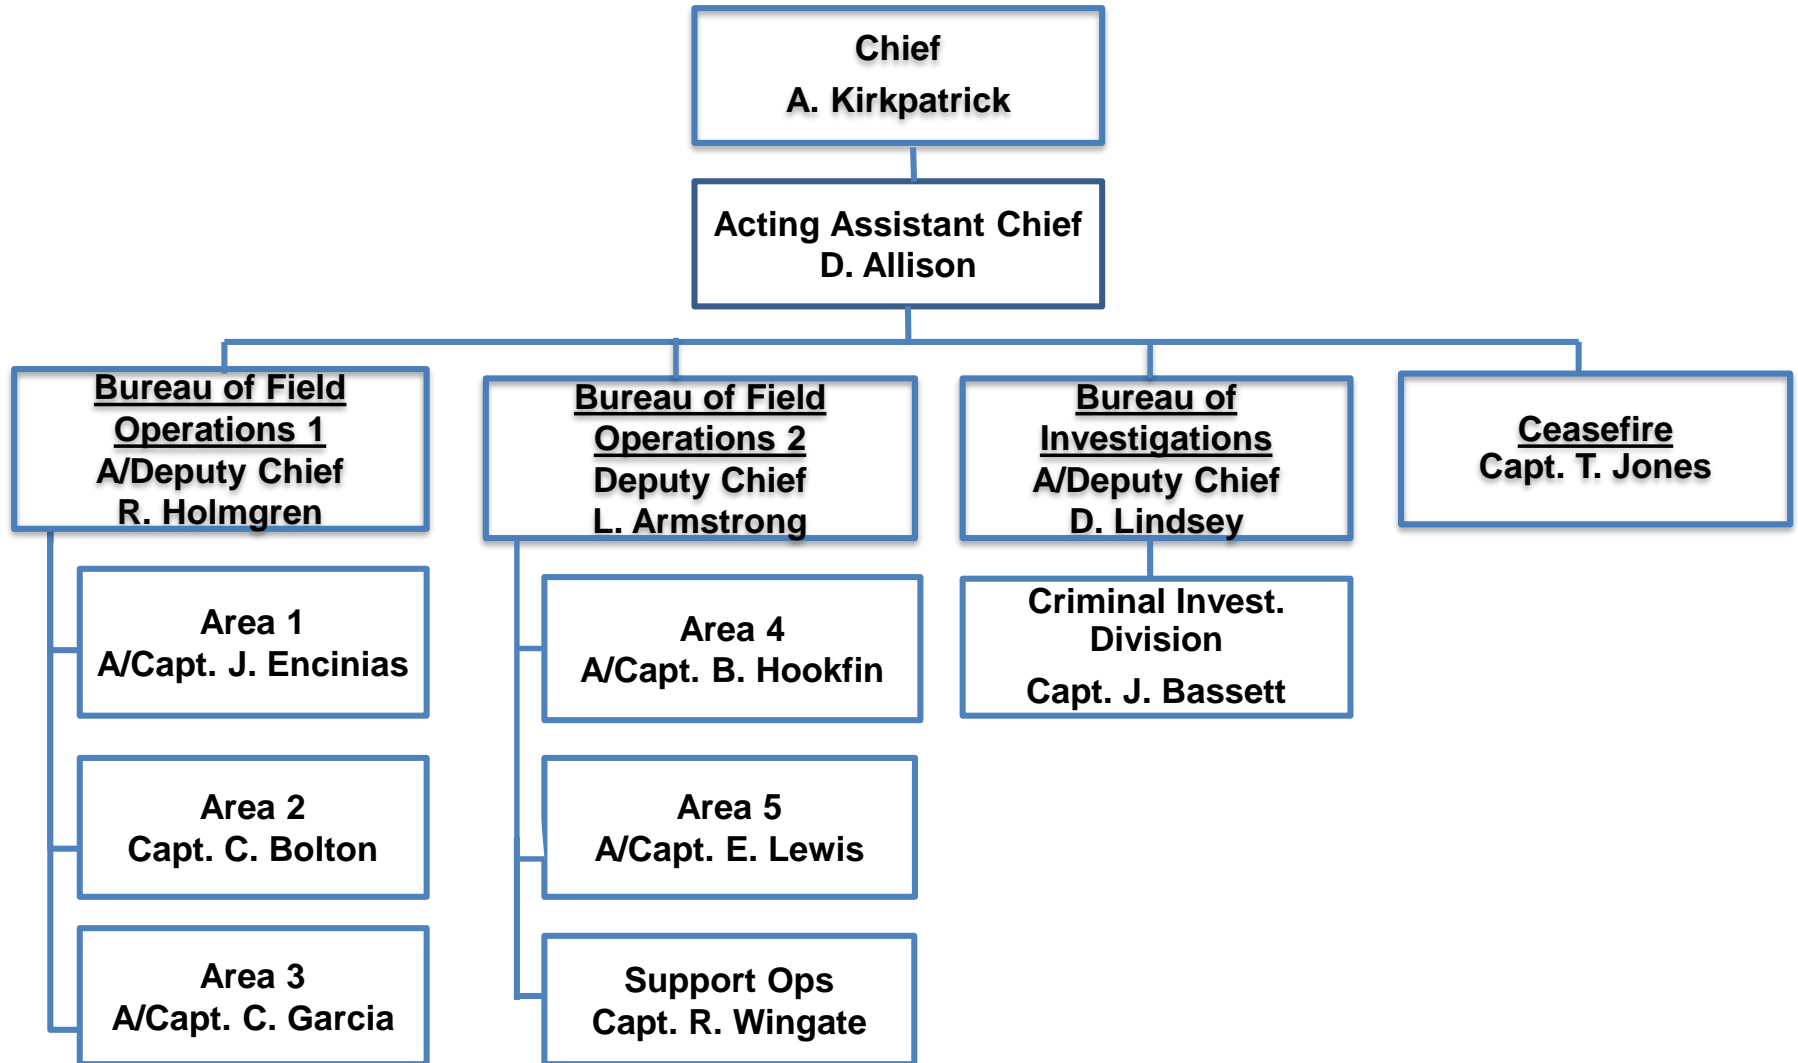 Chief
A. Kirkpatrick
Acting Assistant Chief
D. Allison
Bureau of Field
Operations 1
A/Deputy Chief
R. Holmgren
Bureau of Field
Operations 2
Deputy Chief
L. Armstrong
Bureau of
Investigations
A/Deputy Chief
D. Lindsey
Ceasefire
Capt. T. Jones
Area 1
A/Capt. J. Encinias
Area 2
Capt. C. Bolton
Area 3
A/Capt. C. Garcia
Area 4
A/Capt. B. Hookfin
Area 5
A/Capt. E. Lewis
Support Ops
Capt. R. Wingate
Criminal Invest.
Division
Capt. J. Bassett